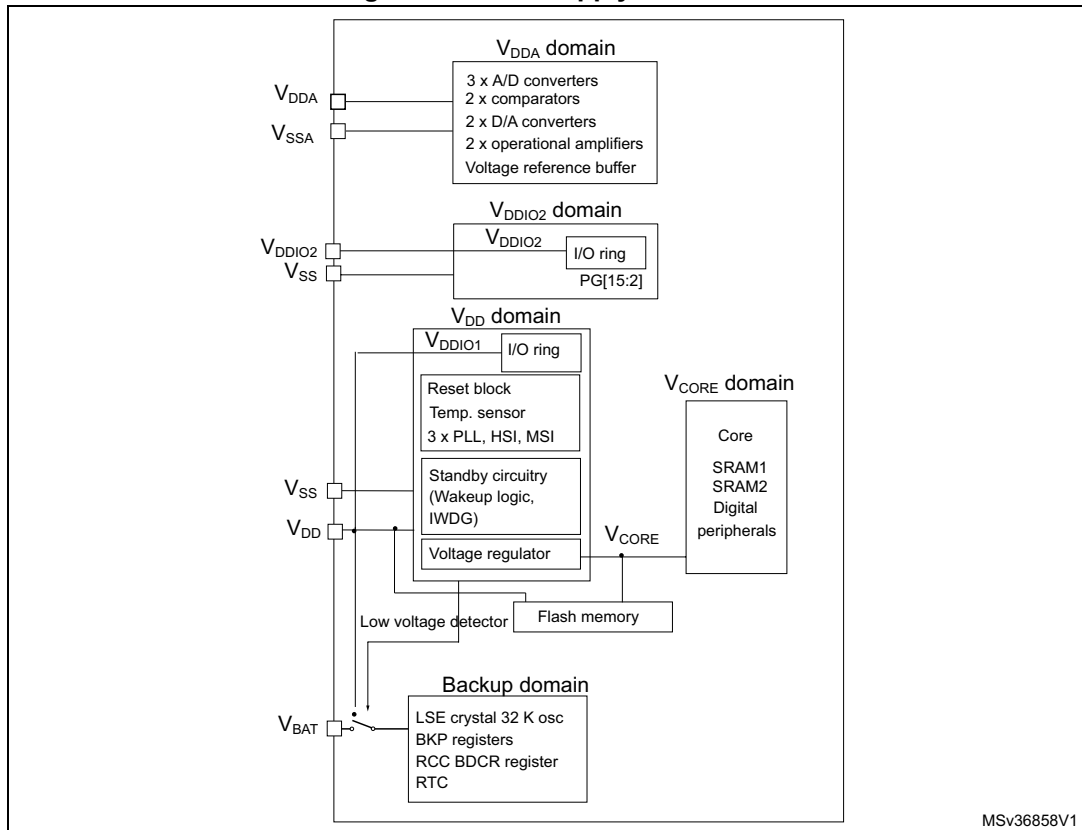 V_DDA domain
3 x A/D converters
2 x comparators
2 x D/A converters
2 x operational amplifiers
Voltage reference buffer
V_DDA
V_SSA
V_DDIO2 domain
V_DDIO2
I/O ring
PG[15:2]
V_DDIO2
V_SS
V_DD domain
V_DDIO1
I/O ring
Reset block
Temp. sensor
3 x PLL, HSI, MSI
Standby circuitry
(Wakeup logic,
IWDG)
Voltage regulator
V_SS
V_DD
V_CORE
V_CORE domain
Core
SRAM1
SRAM2
Digital
peripherals
Flash memory
Low voltage detector
Backup domain
LSE crystal 32 K osc
BKP registers
RCC BDCR register
RTC
V_BAT
MSv36858V1